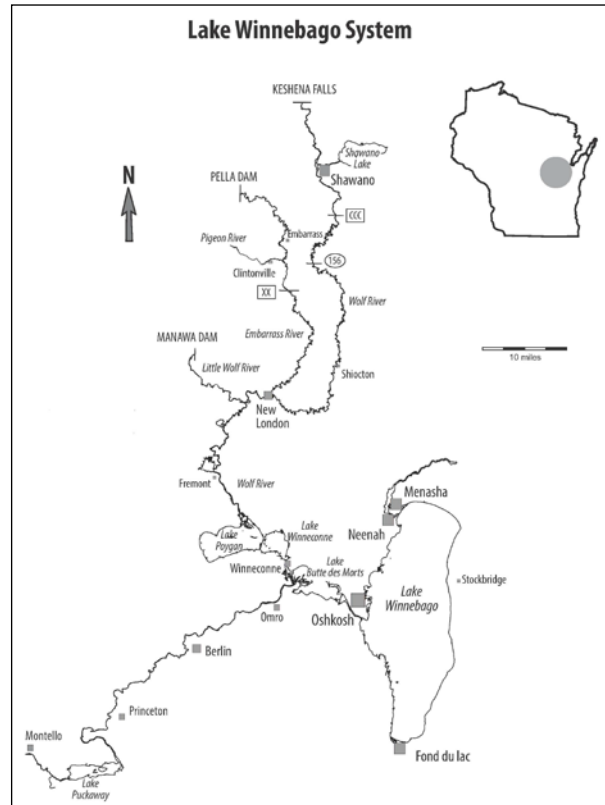 Lake Winnebago System
KESHENA FALLS
Shawano
Lake
Shawano
PELLA DAM
N
CCC
Embarrass
Pigeon River
156
Clintonville
XX
Wolf River
Embarrass River
MANAWA DAM
10 miles
Little Wolf River
Shiocton
New
London
Fremont
Wolf River
Menasha
Neenah
Lake
Winneconne
Lake
Poygan
Winneconne
Lake
Butte des Morts
Stockbridge
Lake
Winnebago
Oshkosh
Omro
Berlin
Princeton
Montello
Fond du lac
Lake
Puckaway